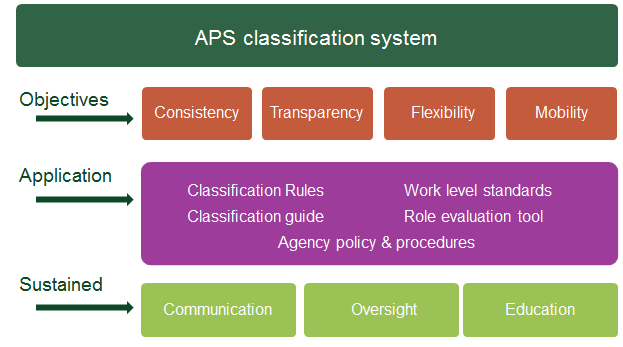 APS classification system
Objectives
Consistency
Transparency
Flexibility
Mobility
Application
Classification Rules
Work level standards
Classification guide
Role evaluation tool
Agency policy & procedures
Sustained
Communication
Oversight
Education